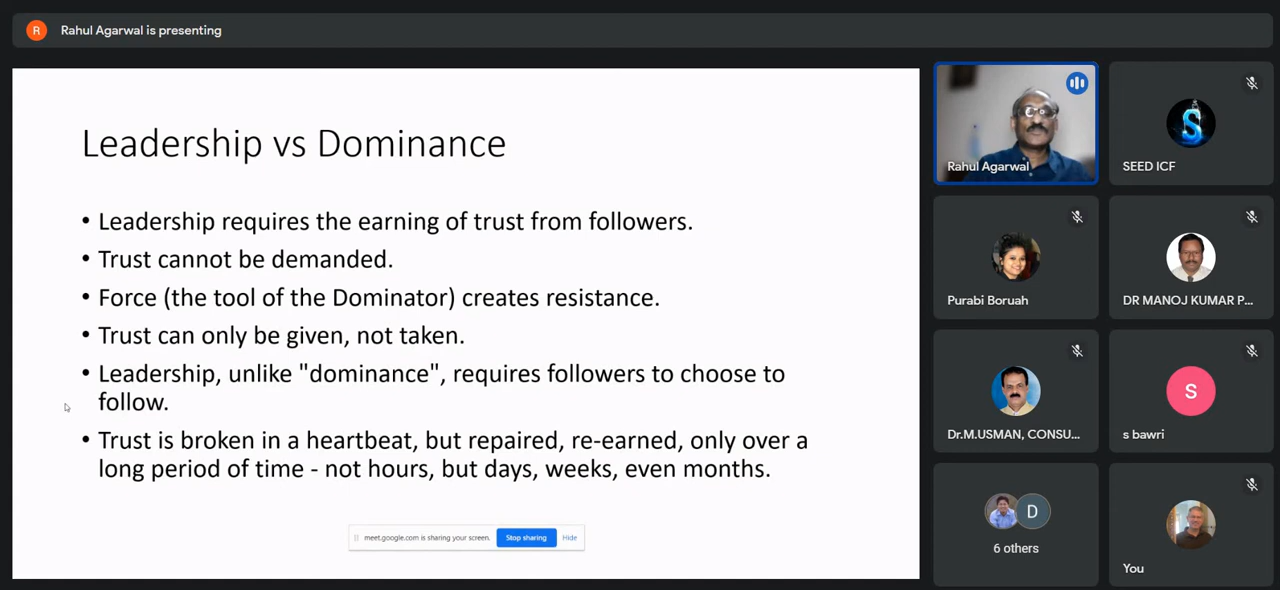 R
Rahul Agarwal is presenting
Leadership vs Dominance
• Leadership requires the earning of trust from followers.
• Trust cannot be demanded.
• Force (the tool of the Dominator) creates resistance.
• Trust can only be given, not taken.
• Leadership, unlike "dominance", requires followers to choose to
follow.
• Trust is broken in a heartbeat, but repaired, re-earned, only over a
long period of time - not hours, but days, weeks, even months.
meet.google.com is sharing your screen.
Stop sharing
Hide
Rahul Agarwal
S
SEED ICF
Purabi Boruah
DR MANOJ KUMAR P...
Dr.M.USMAN, CONSU...
S
s bawri
D
6 others
You